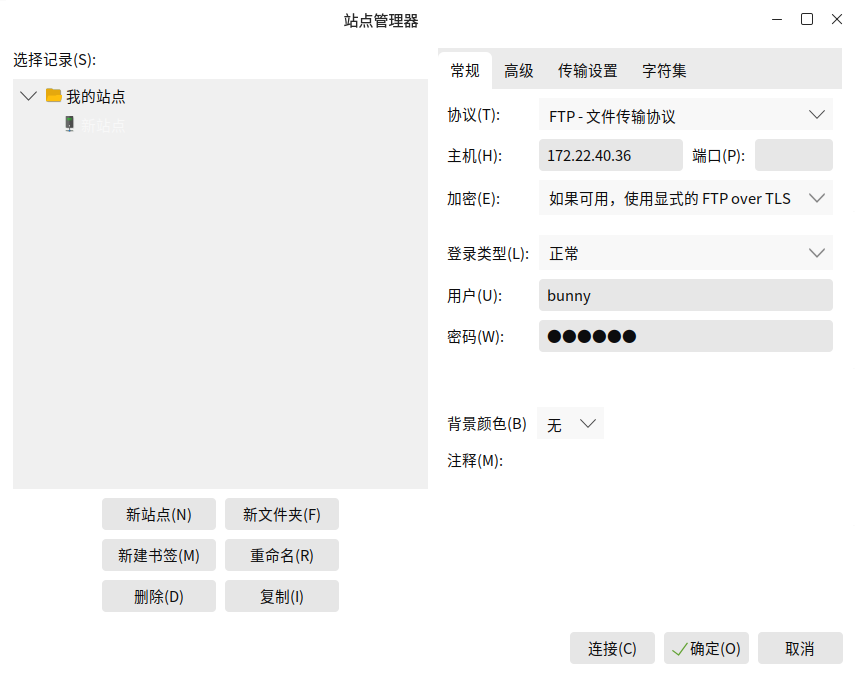 站点管理器
选择记录(S):
我的站点
新站点
新站点(N)
新文件夹(F)
新建书签(M)
重命名(R)
删除(D)
复制(I)
常规 高级 传输设置 字符集
协议(T): FTP - 文件传输协议
主机(H): 172.22.40.36 端口(P):
加密(E): 如果可用，使用显式的 FTP over TLS
登录类型(L): 正常
用户(U): bunny
密码(W): ●●●●●●
背景颜色(B) 无
注释(M):
连接(C) 确定(O) 取消